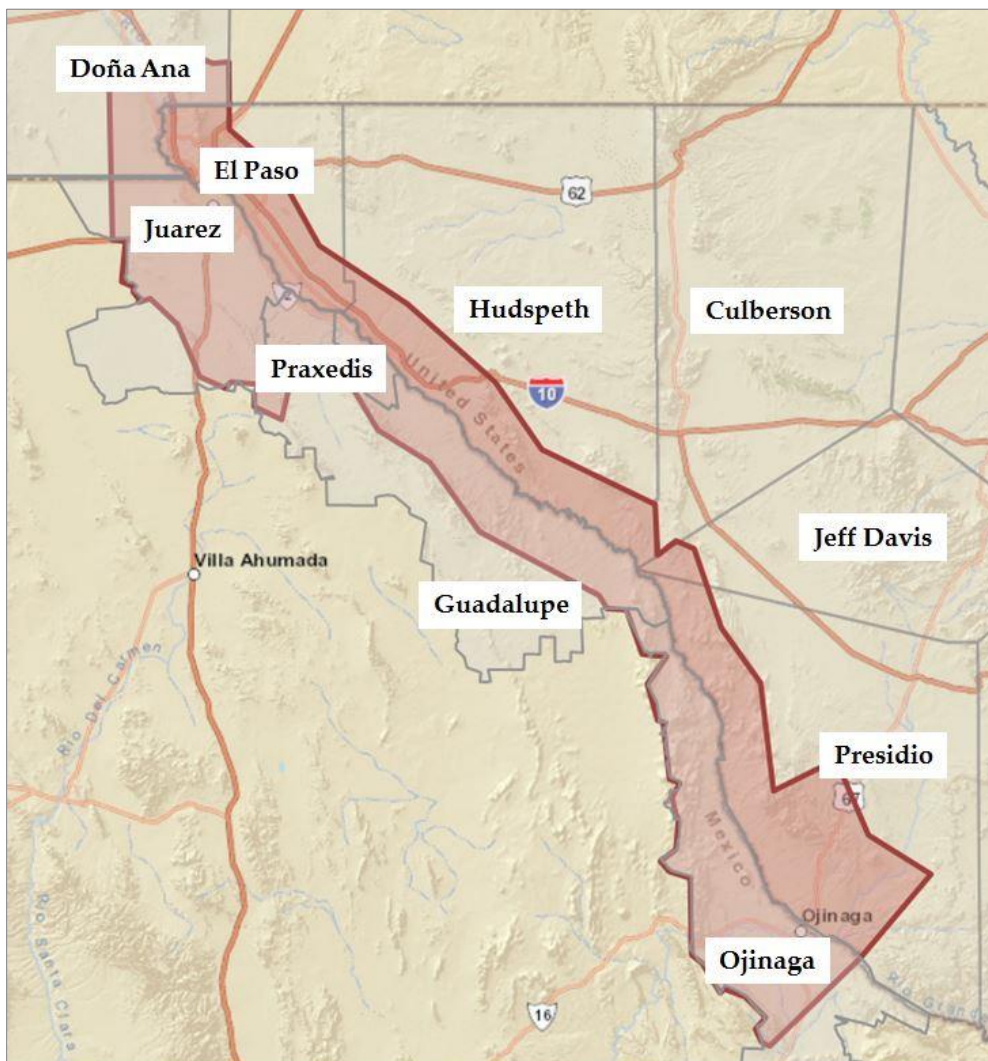 Doña Ana
El Paso
62
Juarez
2
Hudspeth
Culberson
Praxedis
United States
10
Jeff Davis
Villa Ahumada
Guadalupe
Rio Del Carmen
Presidio
67
Mexico
Ojinaga
Ojinaga
Rio Grande
16
Rio Santa Clara